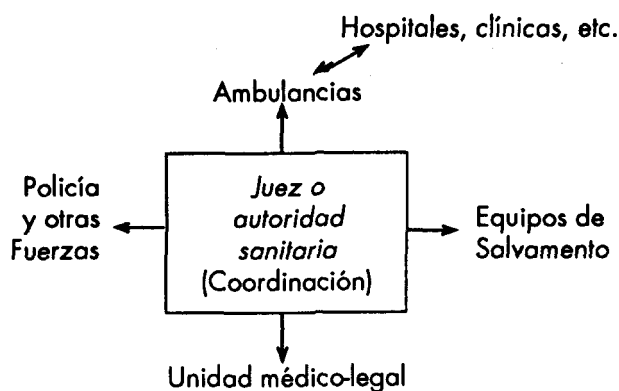 Hospitales, clínicas, etc.
Ambulancias
Policía
y otras
Fuerzas
Juez o
autoridad
sanitaria
(Coordinación)
Equipos de
Salvamento
Unidad médico-legal